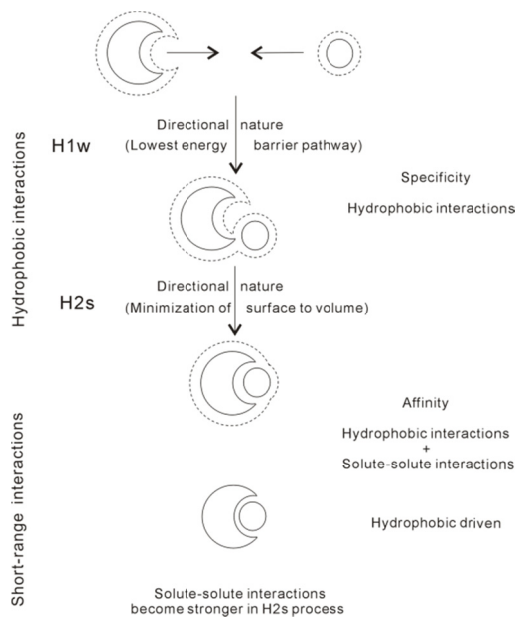 Hydrophobic interactions
H1w
Directional nature
(Lowest energy barrier pathway)
Specificity
Hydrophobic interactions
H2s
Directional nature
(Minimization of surface to volume)
Short-range interactions
Affinity
Hydrophobic interactions
+
Solute-solute interactions
Hydrophobic driven
Solute-solute interactions
become stronger in H2s process